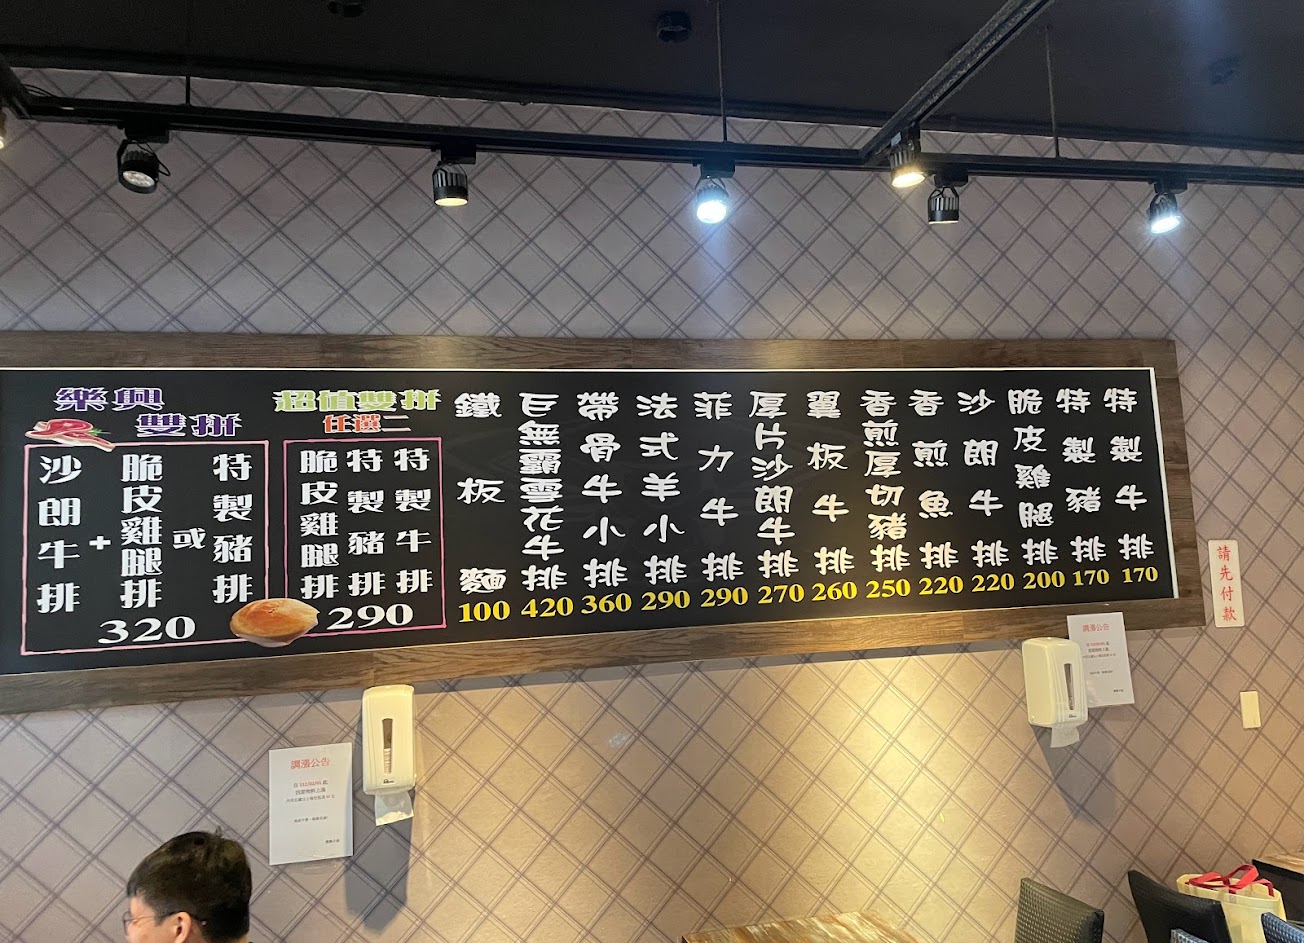 樂興
雙拼
沙朗牛排
+
脆皮雞腿排
或
特製豬排
320
超值雙拼
任選二
脆皮雞腿排
特製豬排
特製牛排
290
鐵板麵
100
巨無霸雪花牛排
420
帶骨牛小排
360
法式羊小排
290
菲力牛排
290
厚片沙朗牛排
270
翼板牛排
260
香煎厚切豬排
250
香煎魚排
220
沙朗牛排
220
脆皮雞腿排
200
特製豬排
170
特製牛排
170
請先付款
調漲公告
調漲公告